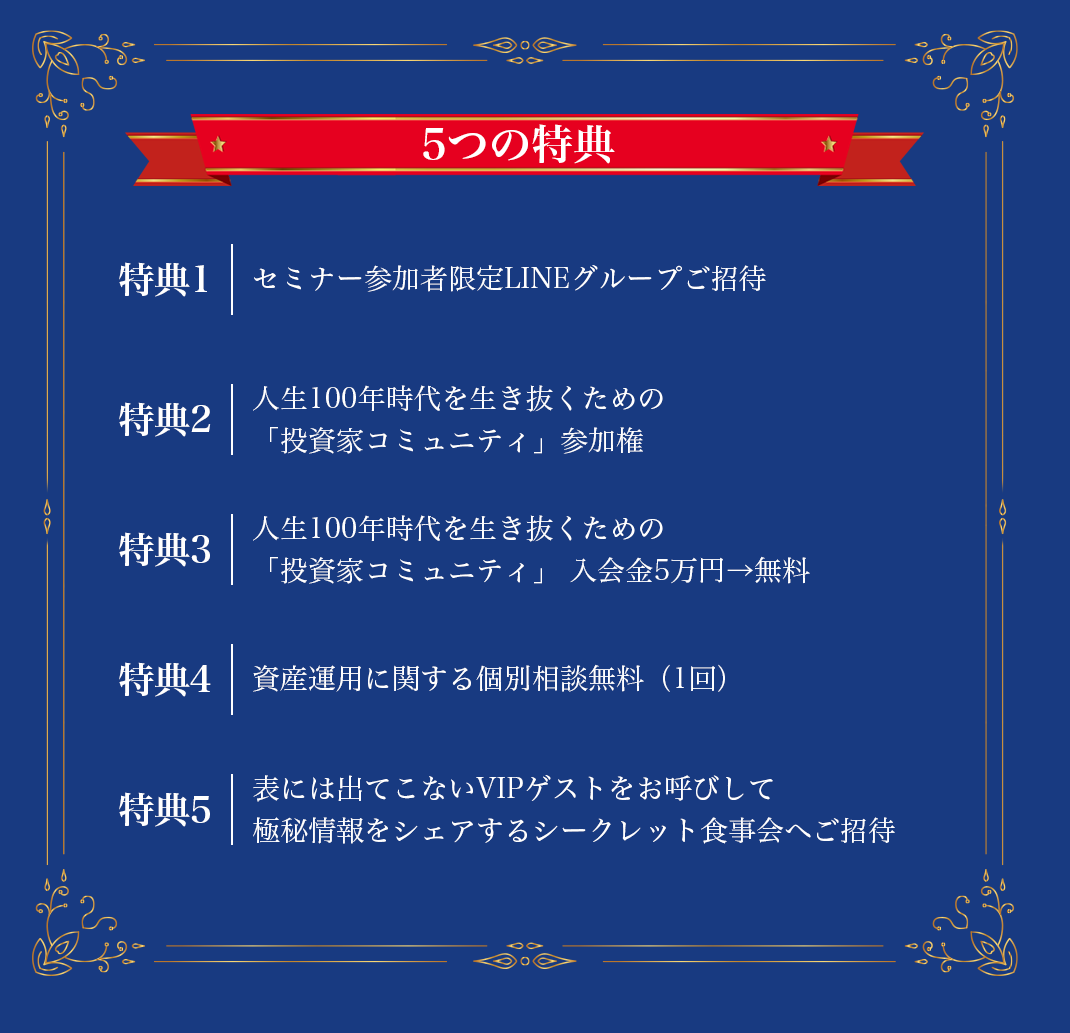 5つの特典
特典1
セミナー参加者限定LINEグループご招待
特典2
人生100年時代を生き抜くための
「投資家コミュニティ」参加権
特典3
人生100年時代を生き抜くための
「投資家コミュニティ」 入会金5万円→無料
特典4
資産運用に関する個別相談無料（1回）
特典5
表には出てこないVIPゲストをお呼びして
極秘情報をシェアするシークレット食事会へご招待